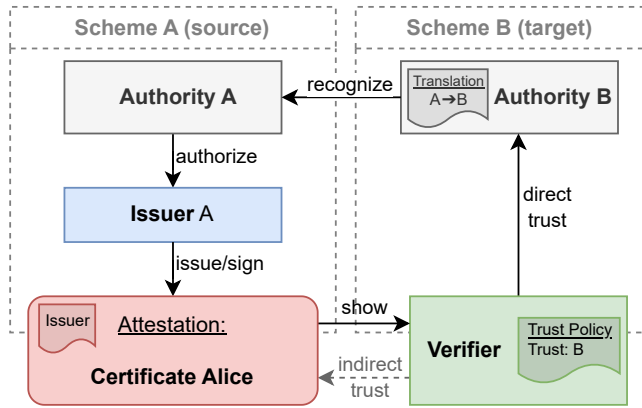 Scheme A (source)
Scheme B (target)
Authority A
recognize
Translation
A→B
Authority B
authorize
Issuer A
direct
trust
issue/sign
Issuer
Attestation:
Certificate Alice
show
Verifier
Trust Policy
Trust: B
indirect
trust